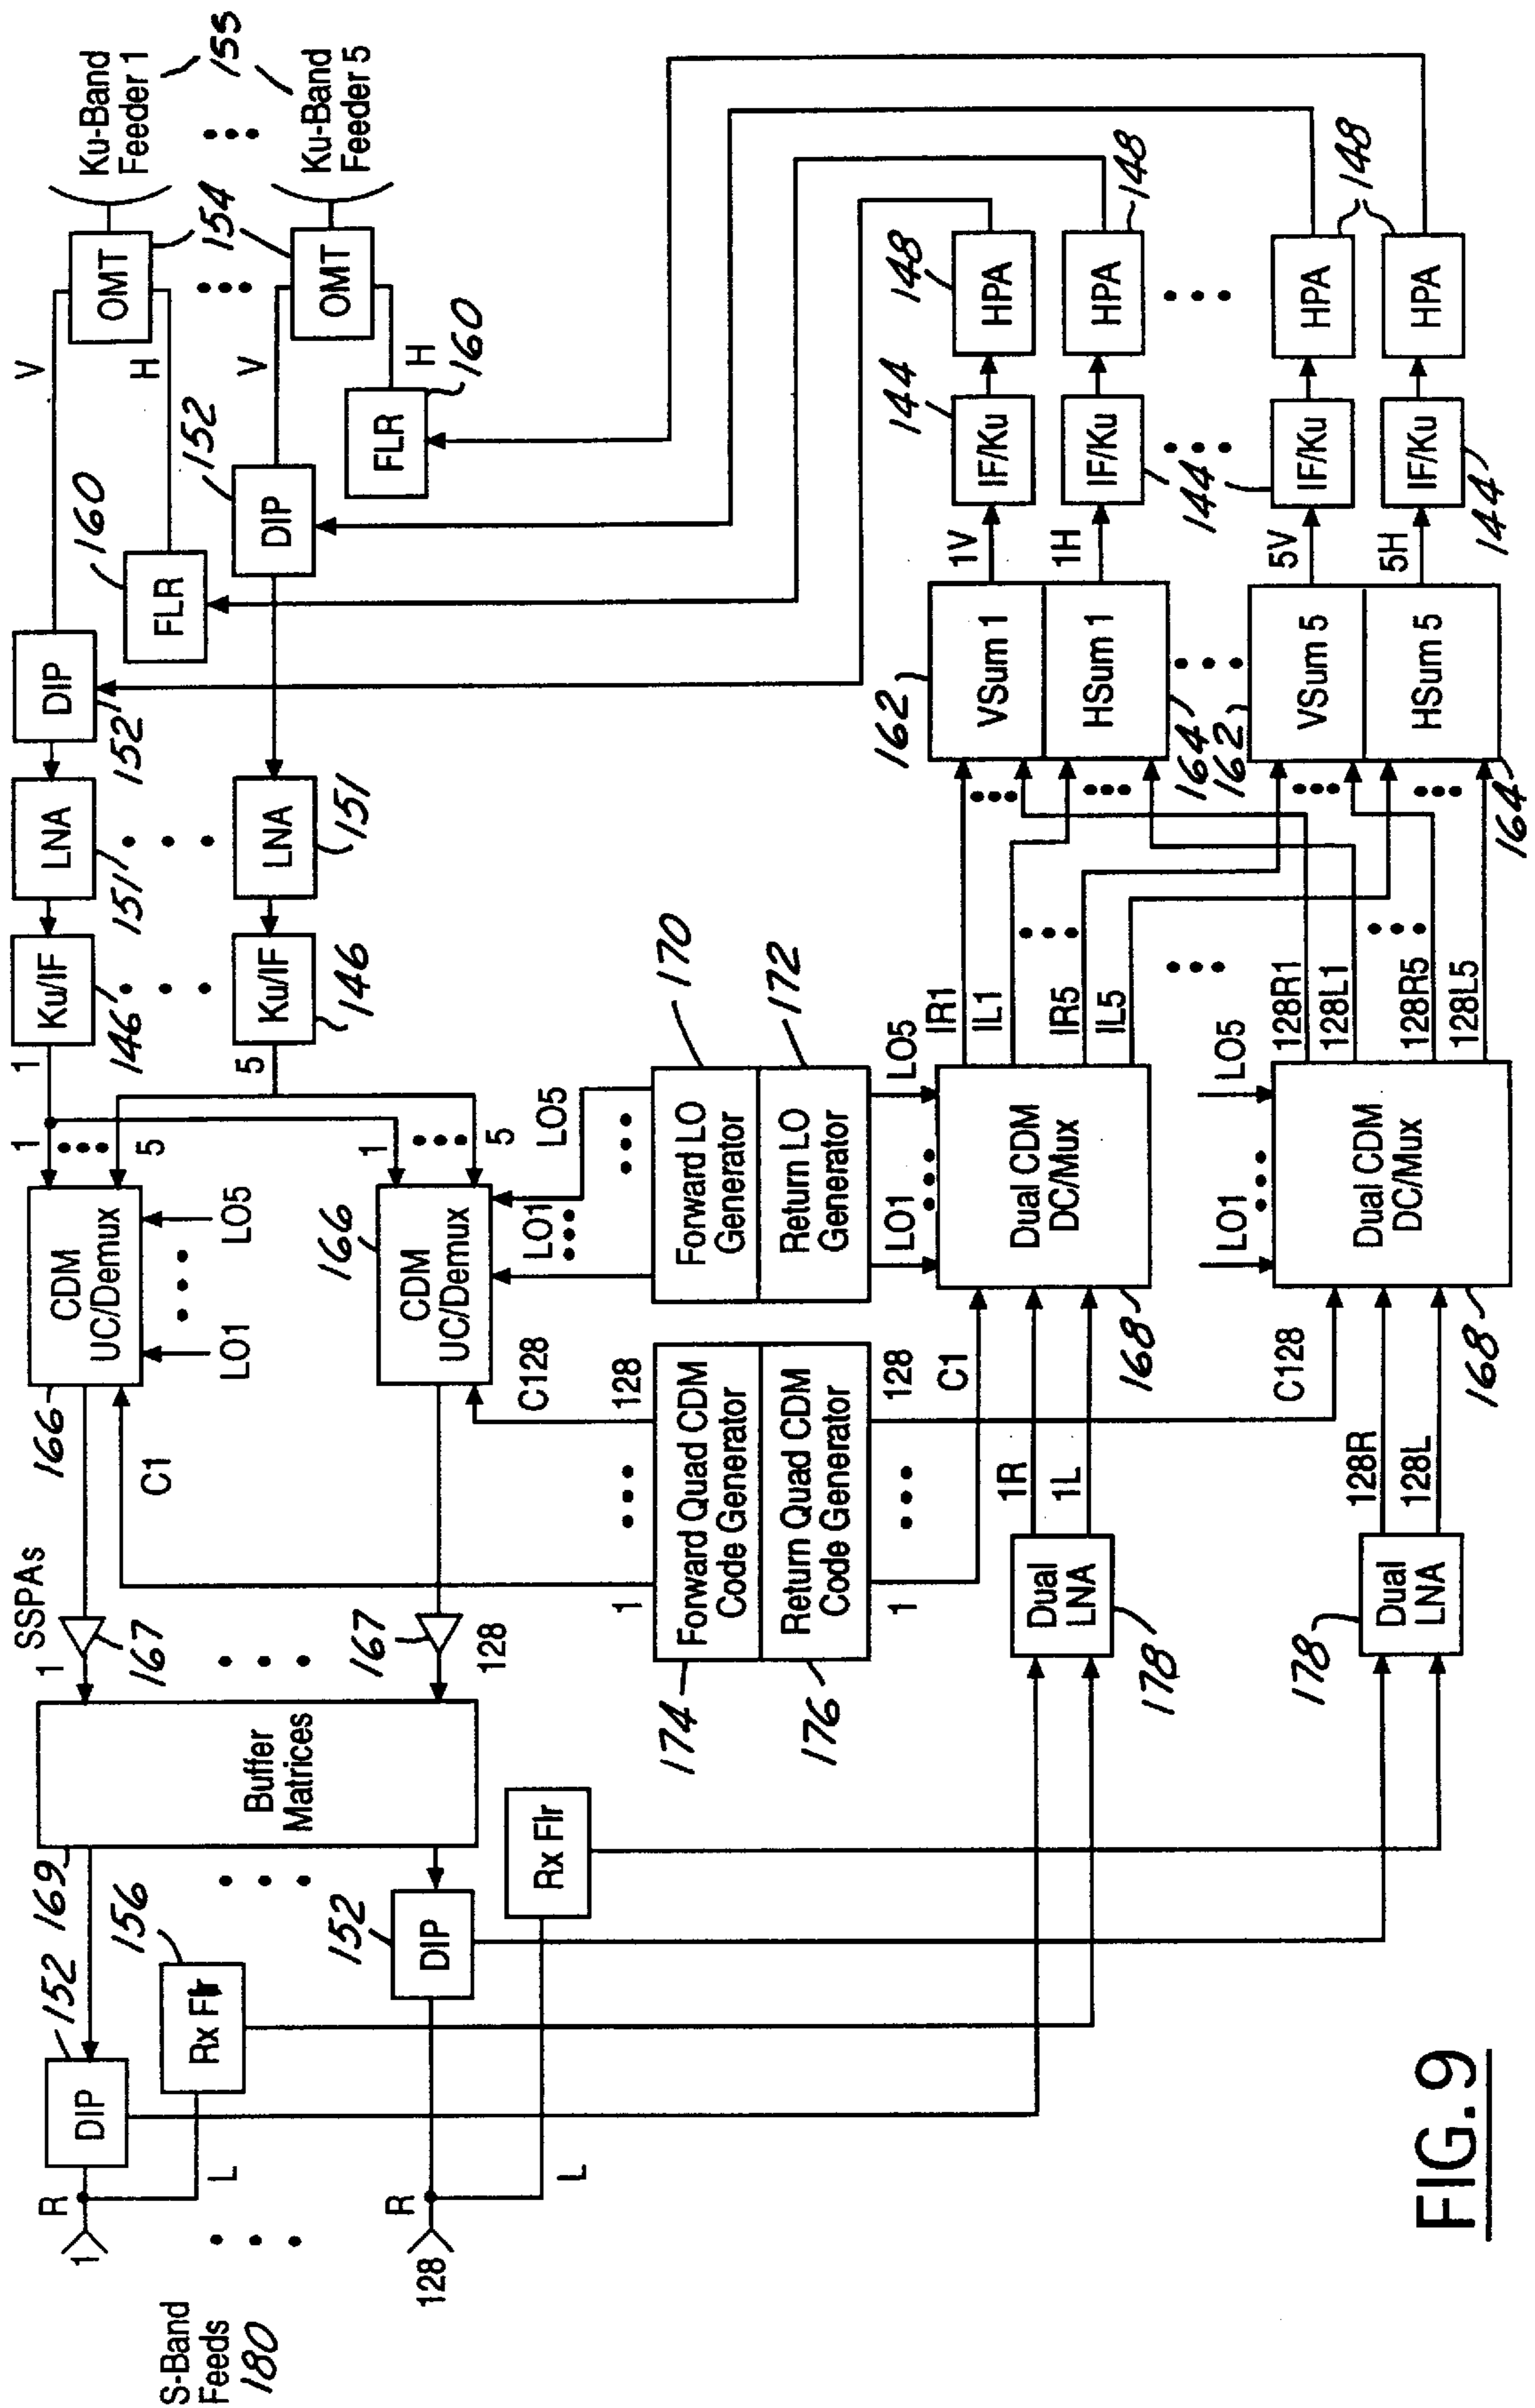 S-Band
Feeds
180
1
R
L
128
R
L
DIP
152
Rx Flr
156
DIP
152
Rx Flr
169
Buffer
Matrices
SSPAs
1
167
167
128
166
C1
CDM
UC/Demux
LO1
LO5
1
5
166
CDM
UC/Demux
C128
LO1
LO5
1
5
1
5
Ku/IF
146
Ku/IF
146
LNA
151
LNA
151
DIP
152
DIP
152
FLR
160
FLR
160
V
H
V
H
OMT
154
OMT
Ku-Band
Feeder 1
155
Ku-Band
Feeder 5
1
128
Forward Quad CDM
Code Generator
174
Return Quad CDM
Code Generator
176
1
128
Forward LO
Generator
170
Return LO
Generator
172
Dual
LNA
178
1R
1L
C1
LO1
LO5
Dual CDM
DC/Mux
168
IR1
IL1
IR5
IL5
Dual
LNA
178
128R
128L
C128
LO1
LO5
Dual CDM
DC/Mux
168
128R1
128L1
128R5
128L5
162
VSum 1
HSum 1
164
162
VSum 5
HSum 5
164
1V
1H
5V
5H
IF/Ku
144
IF/Ku
144
IF/Ku
IF/Ku
144
HPA
148
HPA
148
HPA
148
HPA
FIG.9